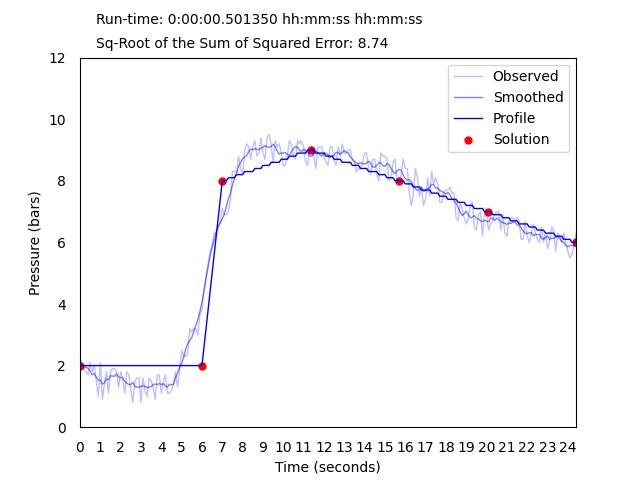 Run-time: 0:00:00.501350 hh:mm:ss hh:mm:ss
Sq-Root of the Sum of Squared Error: 8.74
Observed
Smoothed
Profile
Solution
Pressure (bars)
12
10
8
6
4
2
0
0 1 2 3 4 5 6 7 8 9 10 11 12 13 14 15 16 17 18 19 20 21 22 23 24
Time (seconds)